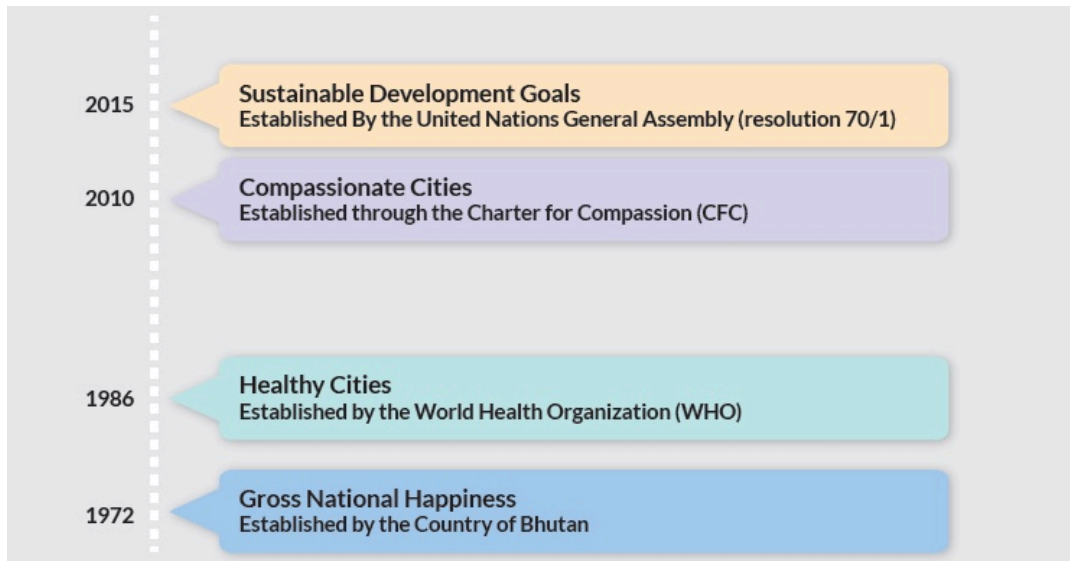 2015
Sustainable Development Goals
Established By the United Nations General Assembly (resolution 70/1)
2010
Compassionate Cities
Established through the Charter for Compassion (CFC)
1986
Healthy Cities
Established by the World Health Organization (WHO)
1972
Gross National Happiness
Established by the Country of Bhutan